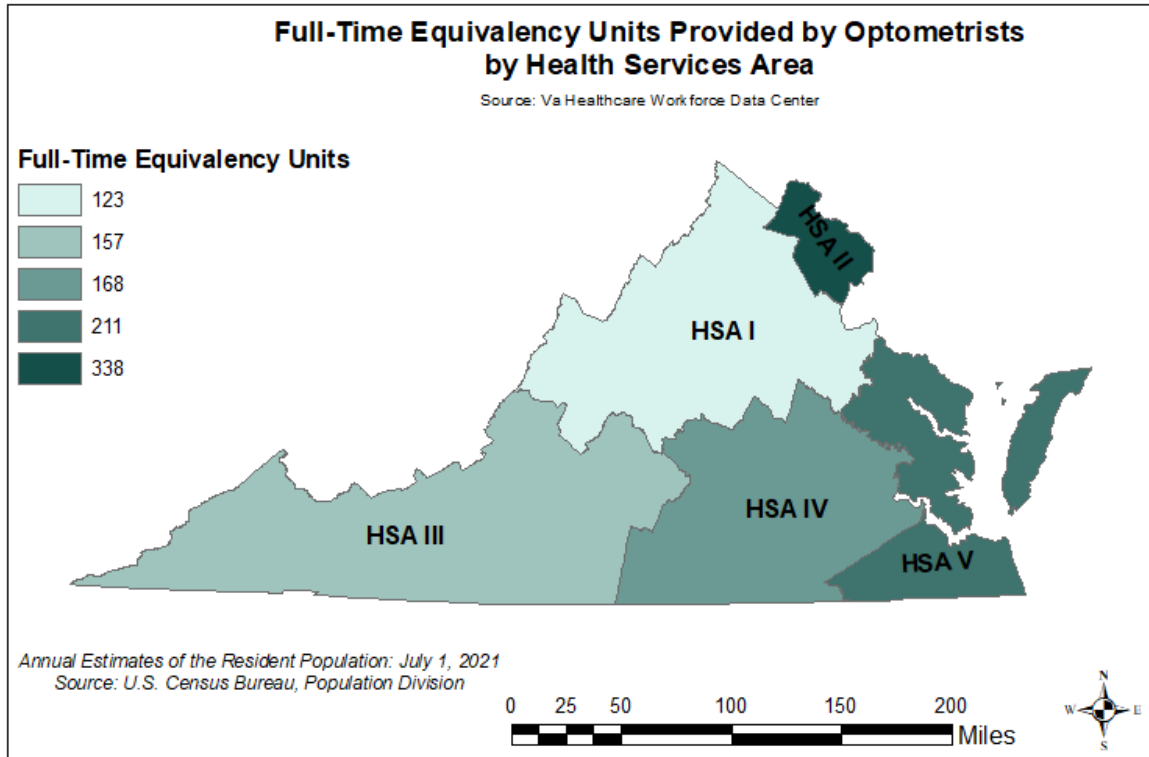 Full-Time Equivalency Units Provided by Optometrists
by Health Services Area
Source: Va Healthcare Workforce Data Center
Full-Time Equivalency Units
123
157
168
211
338
HSA II
HSA I
HSA IV
HSA III
HSA V
Annual Estimates of the Resident Population: July 1, 2021
Source: U.S. Census Bureau, Population Division
0 25 50 100 150 200
Miles
N
W E
S